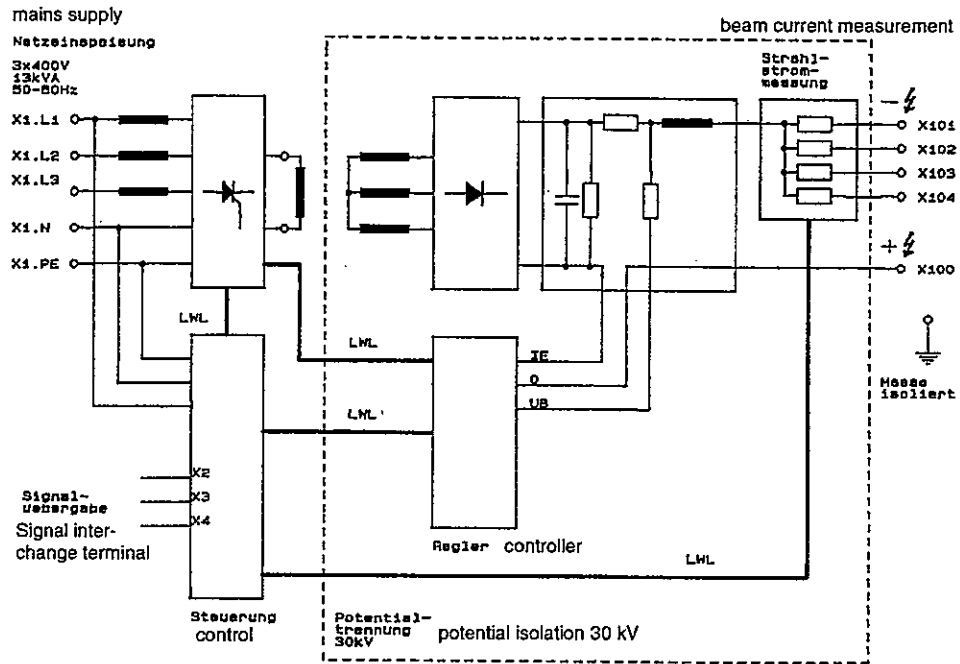 mains supply
Netzeinspeisung
3x400V
13kVA
50-60Hz
beam current measurement
Strahl-
strom-
messung
X1.L1
X1.L2
X1.L3
X1.N
X1.PE
X101
X102
X103
X104
+
X100
LWL
LWL
LWL
IE
0
UB
Masse
isoliert
X2
X3
X4
Signal-
uebergabe
Signal inter-
change terminal
Regler controller
LWL
Steuerung
control
Potential-
trennung
30kV
potential isolation 30 kV